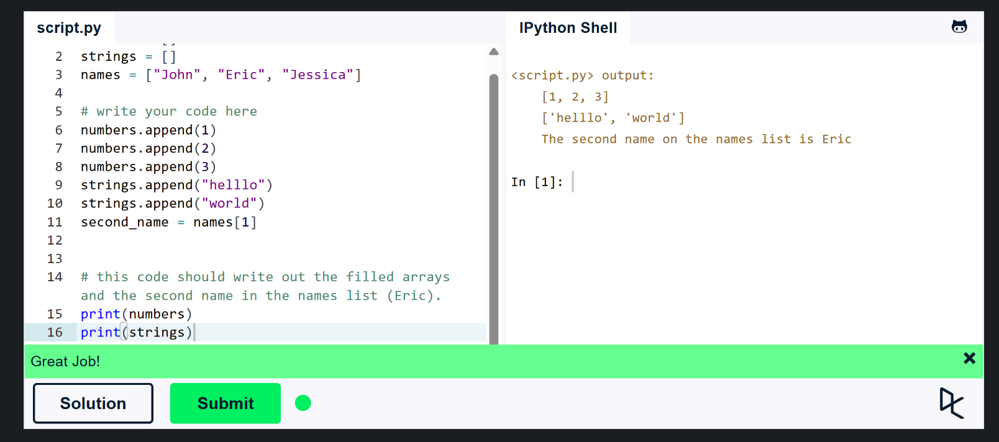 script.py
2 strings = []
3 names = ["John", "Eric", "Jessica"]
4
5 # write your code here
6 numbers.append(1)
7 numbers.append(2)
8 numbers.append(3)
9 strings.append("helllo")
10 strings.append("world")
11 second_name = names[1]
12
13
14 # this code should write out the filled arrays
and the second name in the names list (Eric).
15 print(numbers)
16 print(strings)
IPython Shell
<script.py> output:
[1, 2, 3]
['helllo', 'world']
The second name on the names list is Eric
In [1]:
Great Job!
Solution
Submit